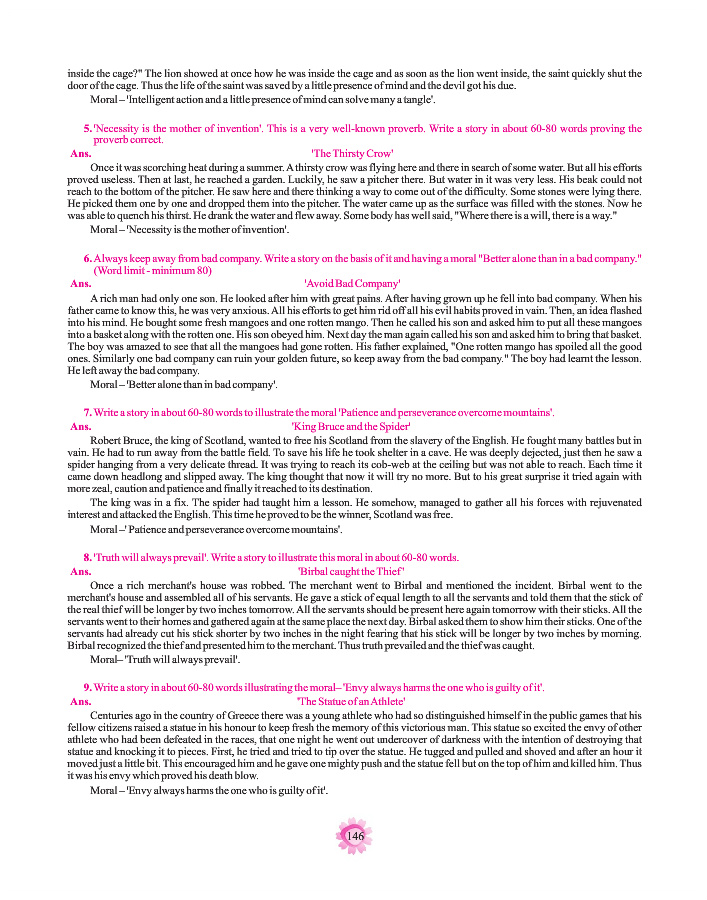 inside the cage?" The lion showed at once how he was inside the cage and as soon as the lion went inside, the saint quickly shut the
door of the cage. Thus the life of the saint was saved by a little presence of mind and the devil got his due.
Moral – 'Intelligent action and a little presence of mind can solve many a tangle'.
5. 'Necessity is the mother of invention'. This is a very well-known proverb. Write a story in about 60-80 words proving the
proverb correct.
Ans. 'The Thirsty Crow'
Once it was scorching heat during a summer. A thirsty crow was flying here and there in search of some water. But all his efforts
proved useless. Then at last, he reached a garden. Luckily, he saw a pitcher there. But water in it was very less. His beak could not
reach to the bottom of the pitcher. He saw here and there thinking a way to come out of the difficulty. Some stones were lying there.
He picked them one by one and dropped them into the pitcher. The water came up as the surface was filled with the stones. Now he
was able to quench his thirst. He drank the water and flew away. Some body has well said, "Where there is a will, there is a way."
Moral – 'Necessity is the mother of invention'.
6. Always keep away from bad company. Write a story on the basis of it and having a moral "Better alone than in a bad company."
(Word limit - minimum 80)
Ans. 'Avoid Bad Company'
A rich man had only one son. He looked after him with great pains. After having grown up he fell into bad company. When his
father came to know this, he was very anxious. All his efforts to get him rid off all his evil habits proved in vain. Then, an idea flashed
into his mind. He bought some fresh mangoes and one rotten mango. Then he called his son and asked him to put all these mangoes
into a basket along with the rotten one. His son obeyed him. Next day the man again called his son and asked him to bring that basket.
The boy was amazed to see that all the mangoes had gone rotten. His father explained, "One rotten mango has spoiled all the good
ones. Similarly one bad company can ruin your golden future, so keep away from the bad company." The boy had learnt the lesson.
He left away the bad company.
Moral – 'Better alone than in bad company'.
7. Write a story in about 60-80 words to illustrate the moral 'Patience and perseverance overcome mountains'.
Ans. 'King Bruce and the Spider'
Robert Bruce, the king of Scotland, wanted to free his Scotland from the slavery of the English. He fought many battles but in
vain. He had to run away from the battle field. To save his life he took shelter in a cave. He was deeply dejected, just then he saw a
spider hanging from a very delicate thread. It was trying to reach its cob-web at the ceiling but was not able to reach. Each time it
came down headlong and slipped away. The king thought that now it will try no more. But to his great surprise it tried again with
more zeal, caution and patience and finally it reached to its destination.
The king was in a fix. The spider had taught him a lesson. He somehow, managed to gather all his forces with rejuvenated
interest and attacked the English. This time he proved to be the winner, Scotland was free.
Moral –' Patience and perseverance overcome mountains'.
8. 'Truth will always prevail'. Write a story to illustrate this moral in about 60-80 words.
Ans. 'Birbal caught the Thief'
Once a rich merchant's house was robbed. The merchant went to Birbal and mentioned the incident. Birbal went to the
merchant's house and assembled all of his servants. He gave a stick of equal length to all the servants and told them that the stick of
the real thief will be longer by two inches tomorrow. All the servants should be present here again tomorrow with their sticks. All the
servants went to their homes and gathered again at the same place the next day. Birbal asked them to show him their sticks. One of the
servants had already cut his stick shorter by two inches in the night fearing that his stick will be longer by two inches by morning.
Birbal recognized the thief and presented him to the merchant. Thus truth prevailed and the thief was caught.
Moral– 'Truth will always prevail'.
9. Write a story in about 60-80 words illustrating the moral– 'Envy always harms the one who is guilty of it'.
Ans. 'The Statue of an Athlete'
Centuries ago in the country of Greece there was a young athlete who had so distinguished himself in the public games that his
fellow citizens raised a statue in his honour to keep fresh the memory of this victorious man. This statue so excited the envy of other
athlete who had been defeated in the races, that one night he went out undercover of darkness with the intention of destroying that
statue and knocking it to pieces. First, he tried and tried to tip over the statue. He tugged and pulled and shoved and after an hour it
moved just a little bit. This encouraged him and he gave one mighty push and the statue fell but on the top of him and killed him. Thus
it was his envy which proved his death blow.
Moral – 'Envy always harms the one who is guilty of it'.
146